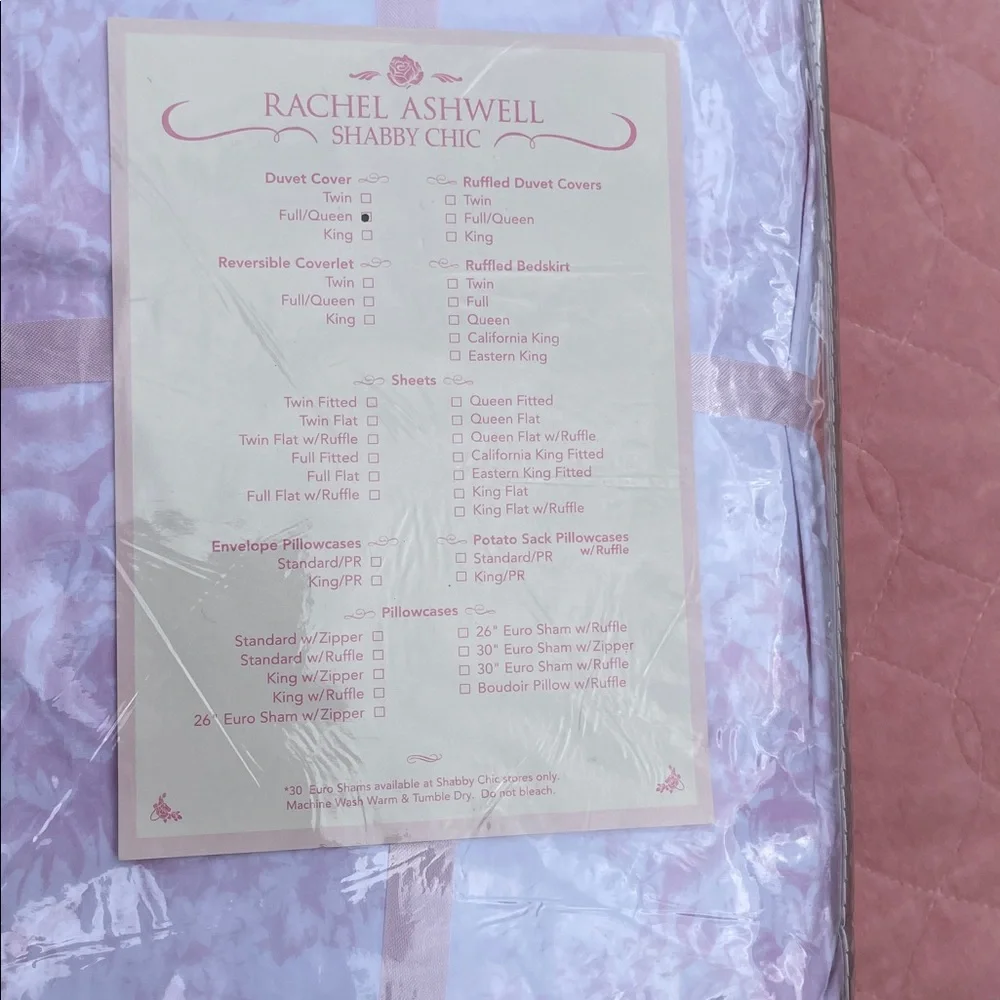 RACHEL ASHWELL
SHABBY CHIC
Duvet Cover
Twin
Full/Queen
King
Ruffled Duvet Covers
Twin
Full/Queen
King
Reversible Coverlet
Twin
Full/Queen
King
Ruffled Bedskirt
Twin
Full
Queen
California King
Eastern King
Sheets
Twin Fitted
Twin Flat
Twin Flat w/Ruffle
Full Fitted
Full Flat
Full Flat w/Ruffle
Queen Fitted
Queen Flat
Queen Flat w/Ruffle
California King Fitted
Eastern King Fitted
King Flat
King Flat w/Ruffle
Envelope Pillowcases
Standard/PR
King/PR
Potato Sack Pillowcases
w/Ruffle
Standard/PR
King/PR
Pillowcases
Standard w/Zipper
Standard w/Ruffle
King w/Zipper
King w/Ruffle
26" Euro Sham w/Zipper
26" Euro Sham w/Ruffle
30" Euro Sham w/Zipper
30" Euro Sham w/Ruffle
Boudoir Pillow w/Ruffle
*30 Euro Shams available at Shabby Chic stores only.
Machine Wash Warm & Tumble Dry. Do not bleach.